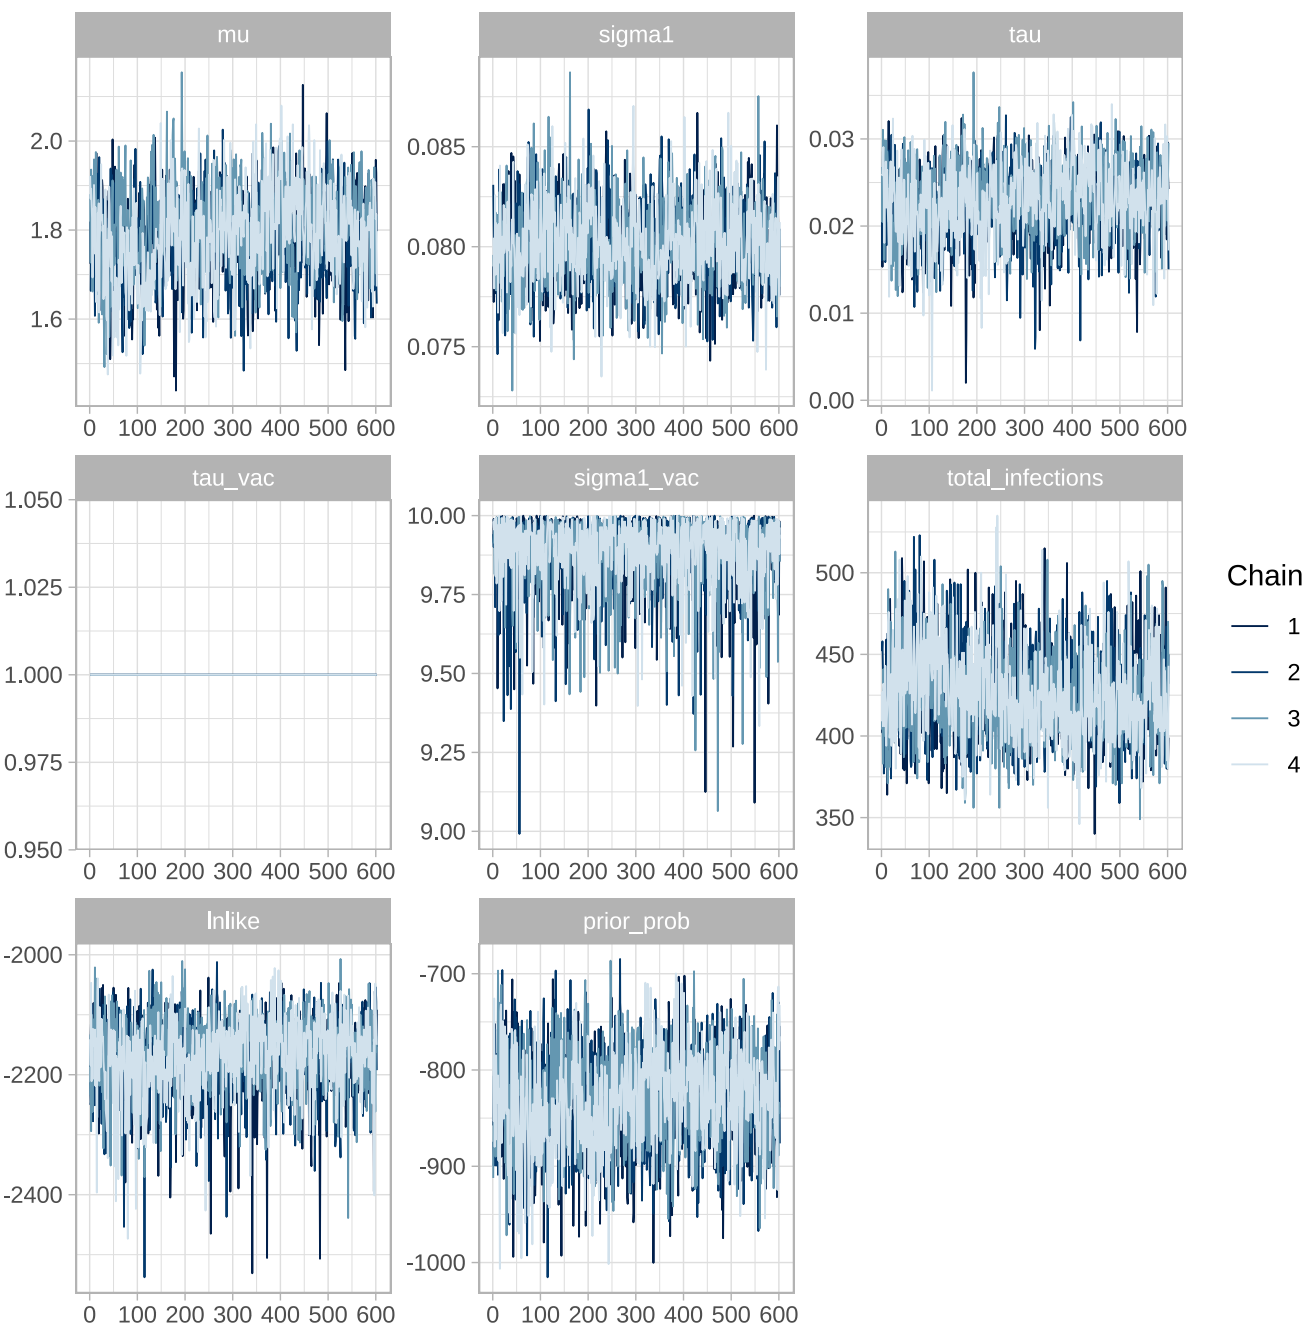 mu
sigma1
tau
2.0
1.8
1.6
0.085
0.080
0.075
0.03
0.02
0.01
0.00
0 100 200 300 400 500 600
0 100 200 300 400 500 600
0 100 200 300 400 500 600
tau_vac
sigma1_vac
total_infections
1.050
1.025
1.000
0.975
0.950
10.00
9.75
9.50
9.25
9.00
500
450
400
350
0 100 200 300 400 500 600
0 100 200 300 400 500 600
0 100 200 300 400 500 600
lnlike
prior_prob
-2000
-2200
-2400
-700
-800
-900
-1000
0 100 200 300 400 500 600
0 100 200 300 400 500 600
Chain
1
2
3
4